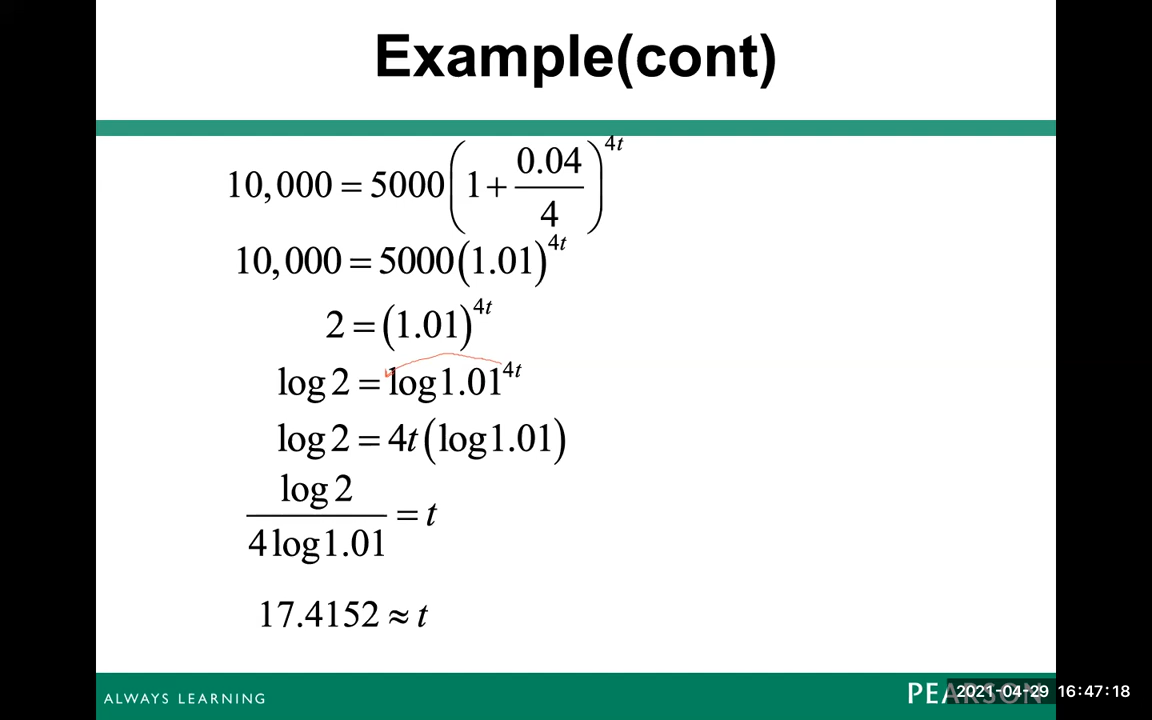 Example(cont)
10,000 = 5000(1 + 0.04/4)^4t
10,000 = 5000(1.01)^4t
2 = (1.01)^4t
log 2 = log 1.01^4t
log 2 = 4t(log 1.01)
log 2 / 4 log 1.01 = t
17.4152 ≈ t
ALWAYS LEARNING
PEARSON
2021-04-29 16:47:18